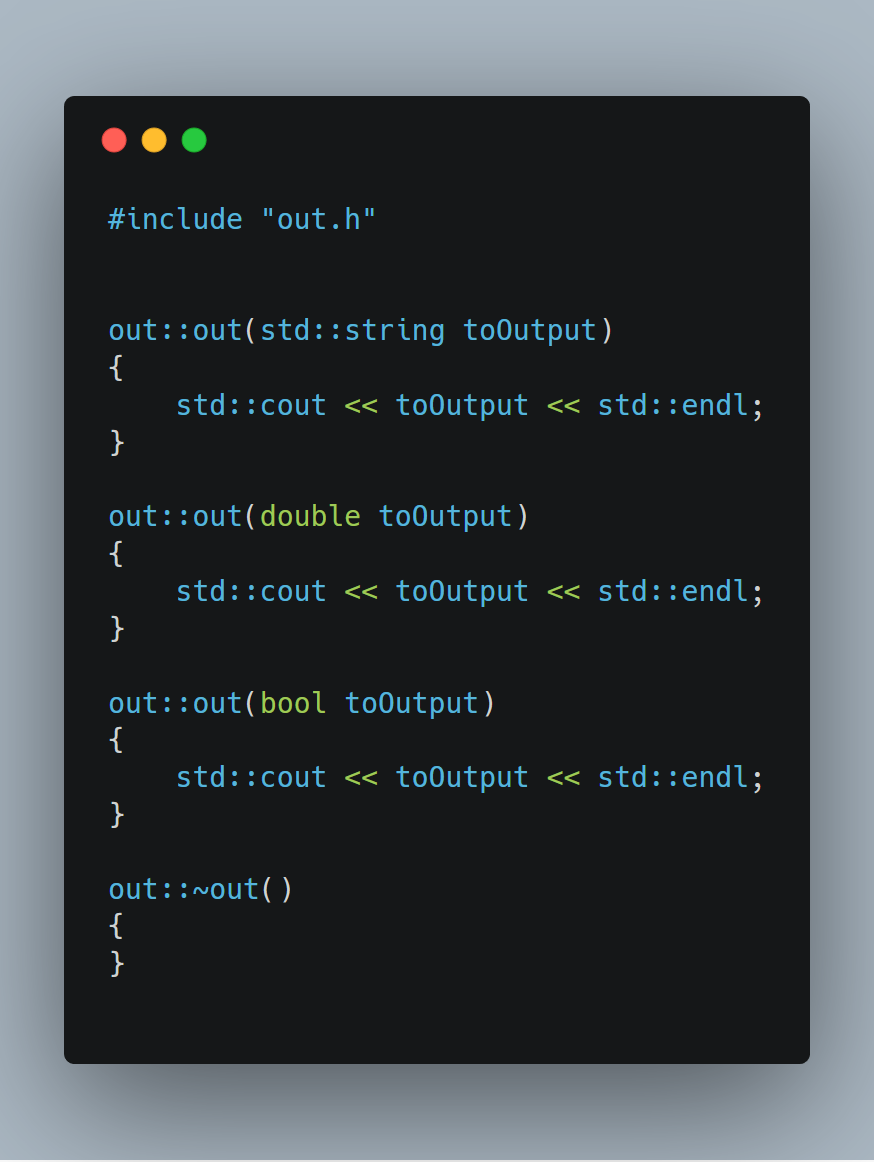 #include "out.h"
out::out(std::string toOutput)
{
    std::cout << toOutput << std::endl;
}
out::out(double toOutput)
{
    std::cout << toOutput << std::endl;
}
out::out(bool toOutput)
{
    std::cout << toOutput << std::endl;
}
out::~out()
{
}